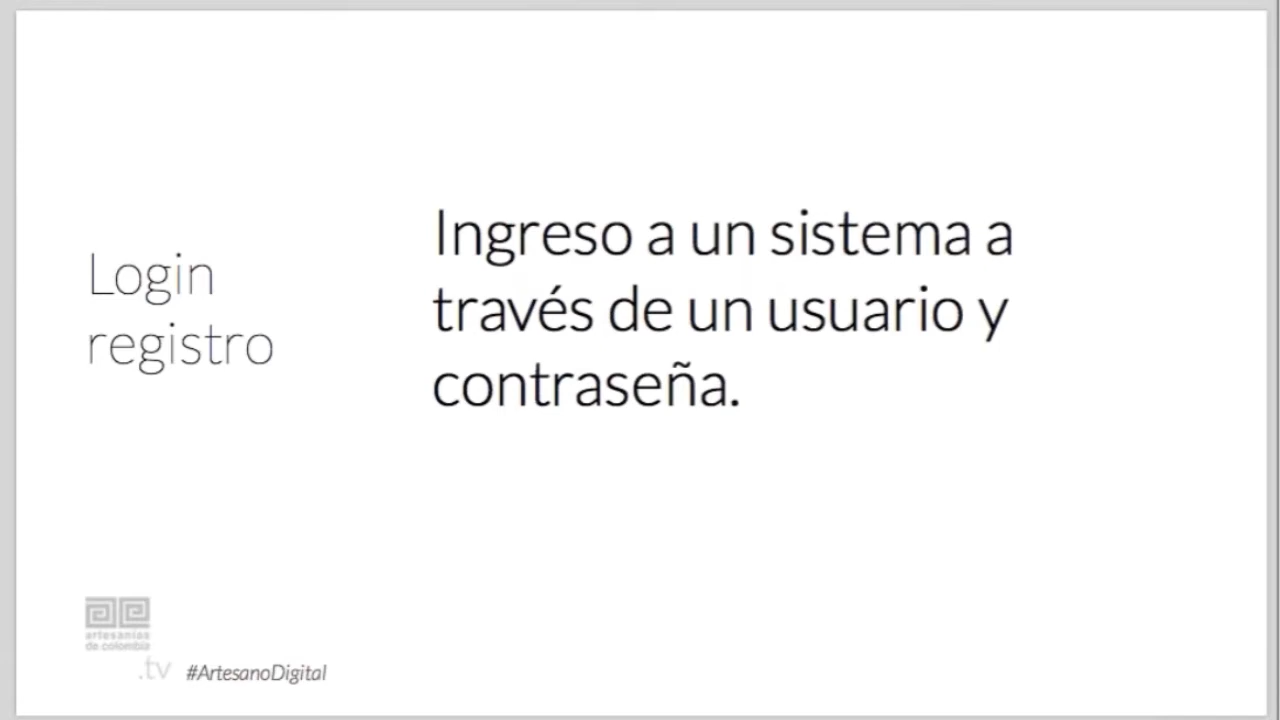 Login
registro
Ingreso a un sistema a
través de un usuario y
contraseña.
artesanías
de colombia
.tv
#ArtesanoDigital